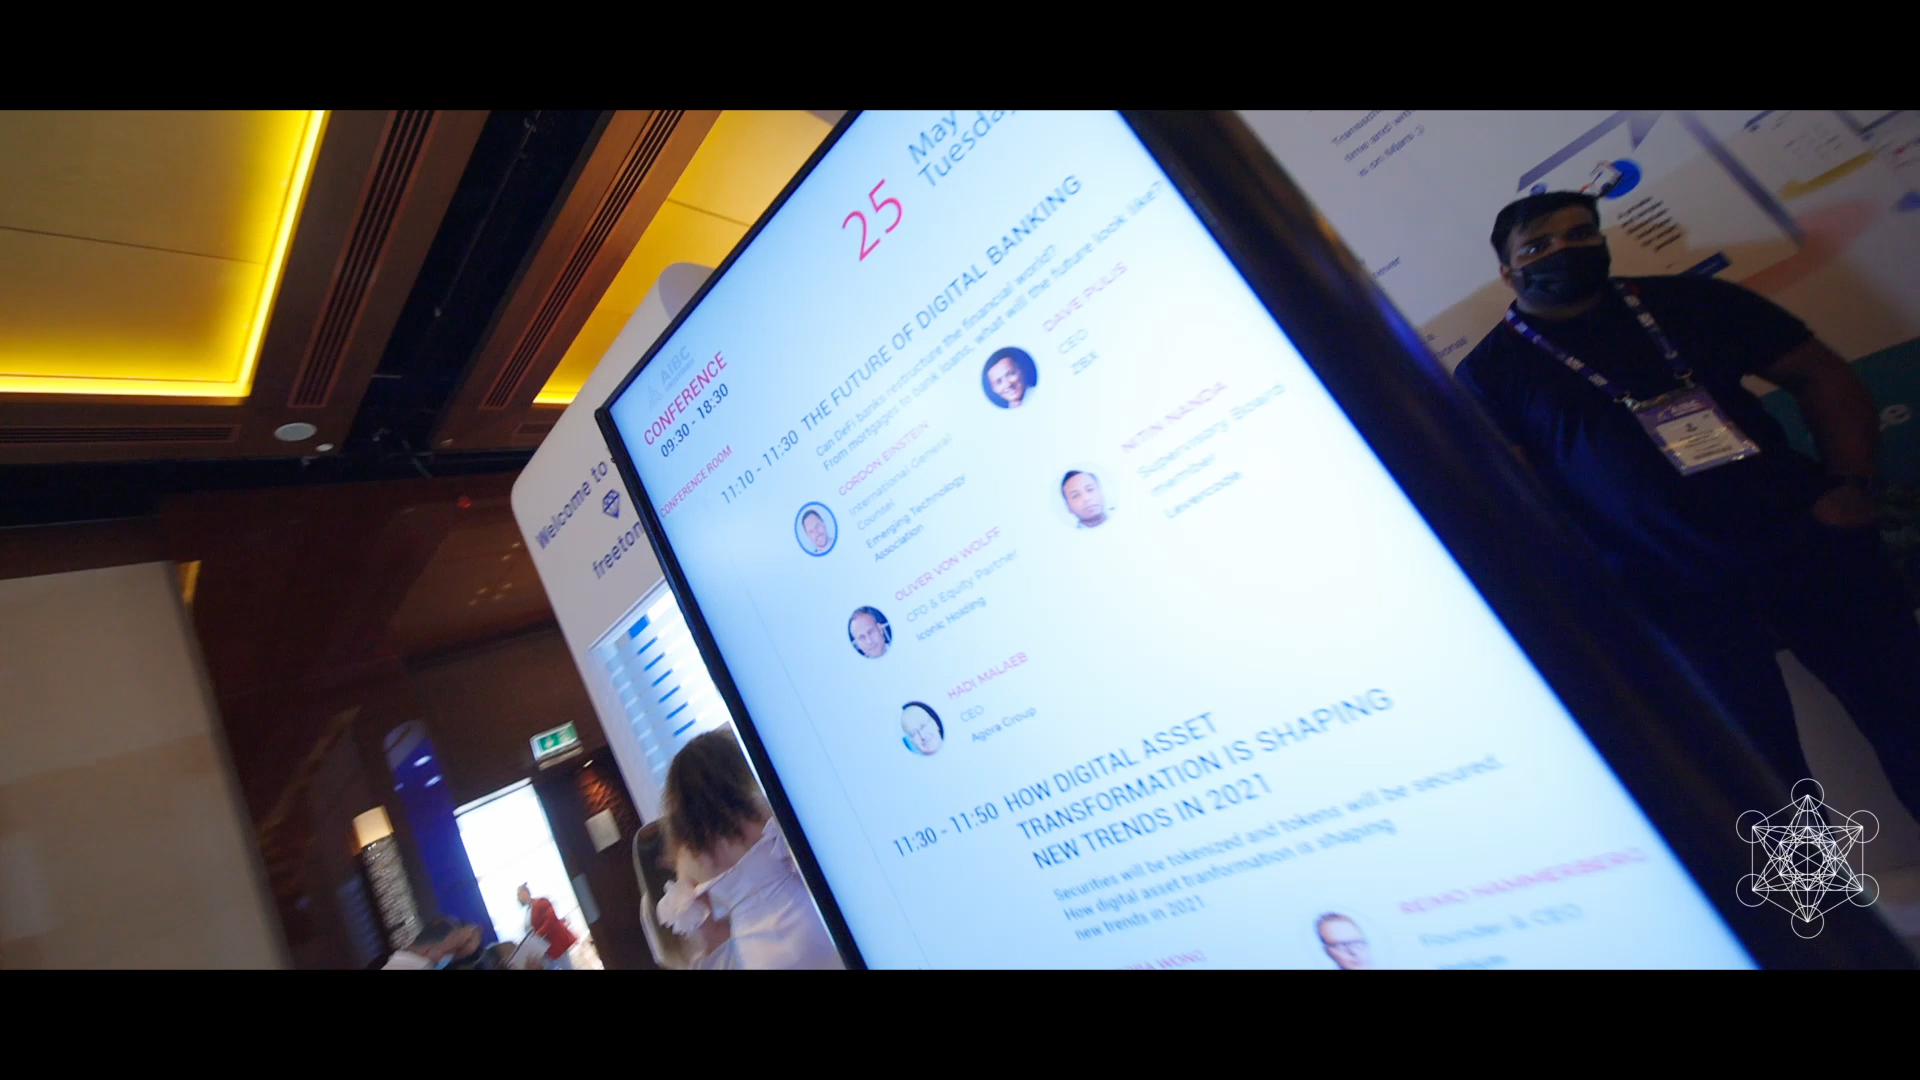 25
May
Tuesday
AIBC
CONFERENCE
09:30 - 18:30
CONFERENCE ROOM
11:10 - 11:30 THE FUTURE OF DIGITAL BANKING
Can DeFi banks restructure the financial world?
From mortgages to bank loans, what will the future look like?
GORDON EINSTEIN
International General
Counsel
Emerging Technology
Association
DAVE PULIS
CEO
ZBX
OLIVER VON WOLFF
CFO & Equity Partner
Iconic Holding
NITIN NANDA
Supervisory Board
member
HADI MALAEB
CEO
Agora Group
11:30 - 11:50 HOW DIGITAL ASSET
TRANSFORMATION IS SHAPING
NEW TRENDS IN 2021
Securities will be tokenized and tokens will be secured.
How digital asset tranformation is shaping
new trends in 2021
WONG
Founder & CEO
Welcome to
freeton